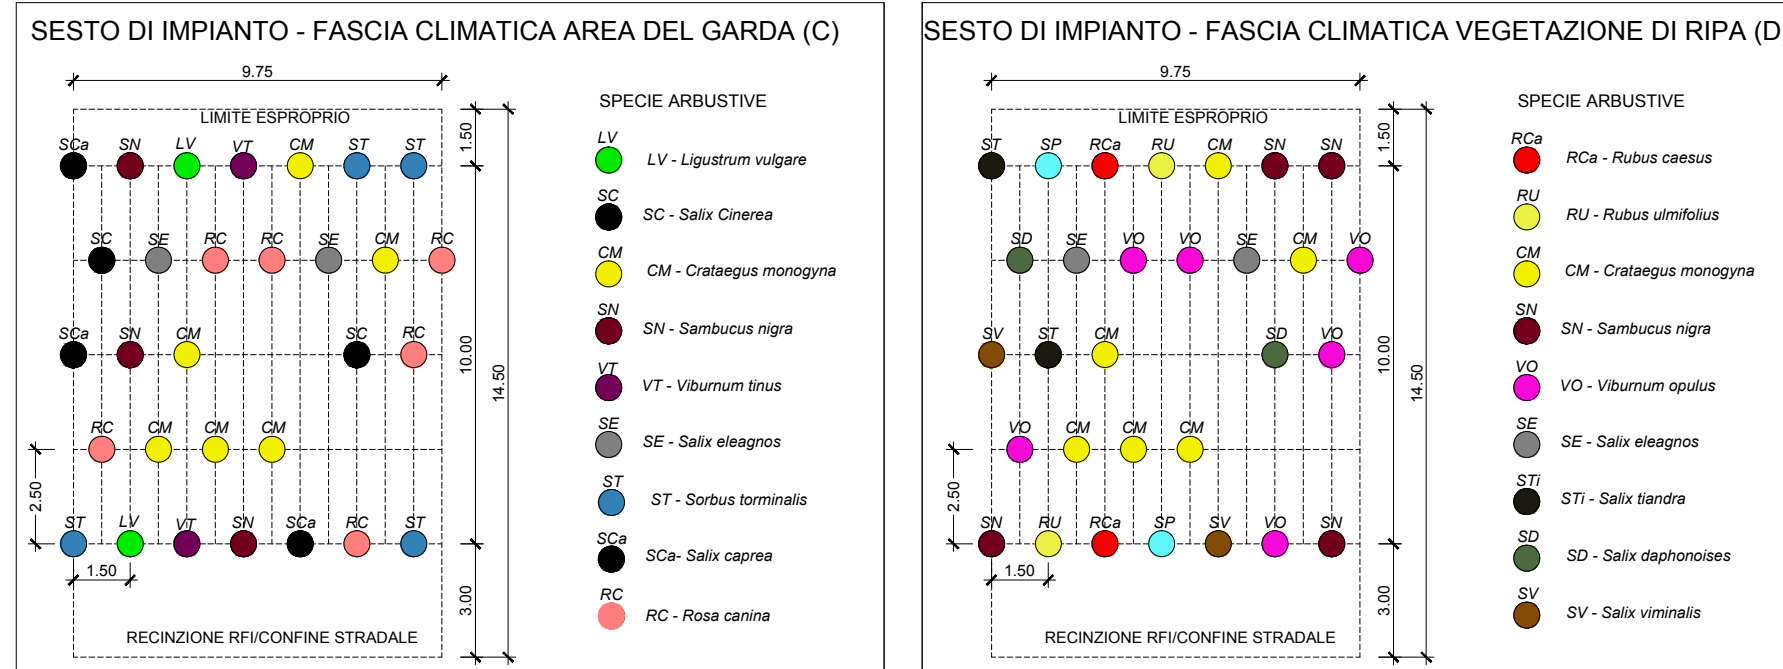 SESTO DI IMPIANTO - FASCIA CLIMATICA AREA DEL GARDA (C)
9.75
LIMITE ESPROPRIO
1.50
SCa SN LV VT CM ST ST
SC SE RC RC SE CM RC
SCa SN CM SC RC
10.00
14.50
RC CM CM CM
2.50
ST LV VT SN SCa RC ST
1.50
3.00
RECINZIONE RFI/CONFINE STRADALE
SPECIE ARBUSTIVE
LV
LV - Ligustrum vulgare
SC
SC - Salix Cinerea
CM
CM - Crataegus monogyna
SN
SN - Sambucus nigra
VT
VT - Viburnum tinus
SE
SE - Salix eleagnos
ST
ST - Sorbus torminalis
SCa
SCa- Salix caprea
RC
RC - Rosa canina
SESTO DI IMPIANTO - FASCIA CLIMATICA VEGETAZIONE DI RIPA (D
9.75
LIMITE ESPROPRIO
1.50
ST SP RCa RU CM SN SN
SD SE VO VO SE CM VO
SV ST CM SD VO
10.00
14.50
VO CM CM CM
2.50
SN RU RCa SP SV VO SN
1.50
3.00
RECINZIONE RFI/CONFINE STRADALE
SPECIE ARBUSTIVE
RCa
RCa - Rubus caesus
RU
RU - Rubus ulmifolius
CM
CM - Crataegus monogyna
SN
SN - Sambucus nigra
VO
VO - Viburnum opulus
SE
SE - Salix eleagnos
STi
STi - Salix tiandra
SD
SD - Salix daphonoises
SV
SV - Salix viminalis